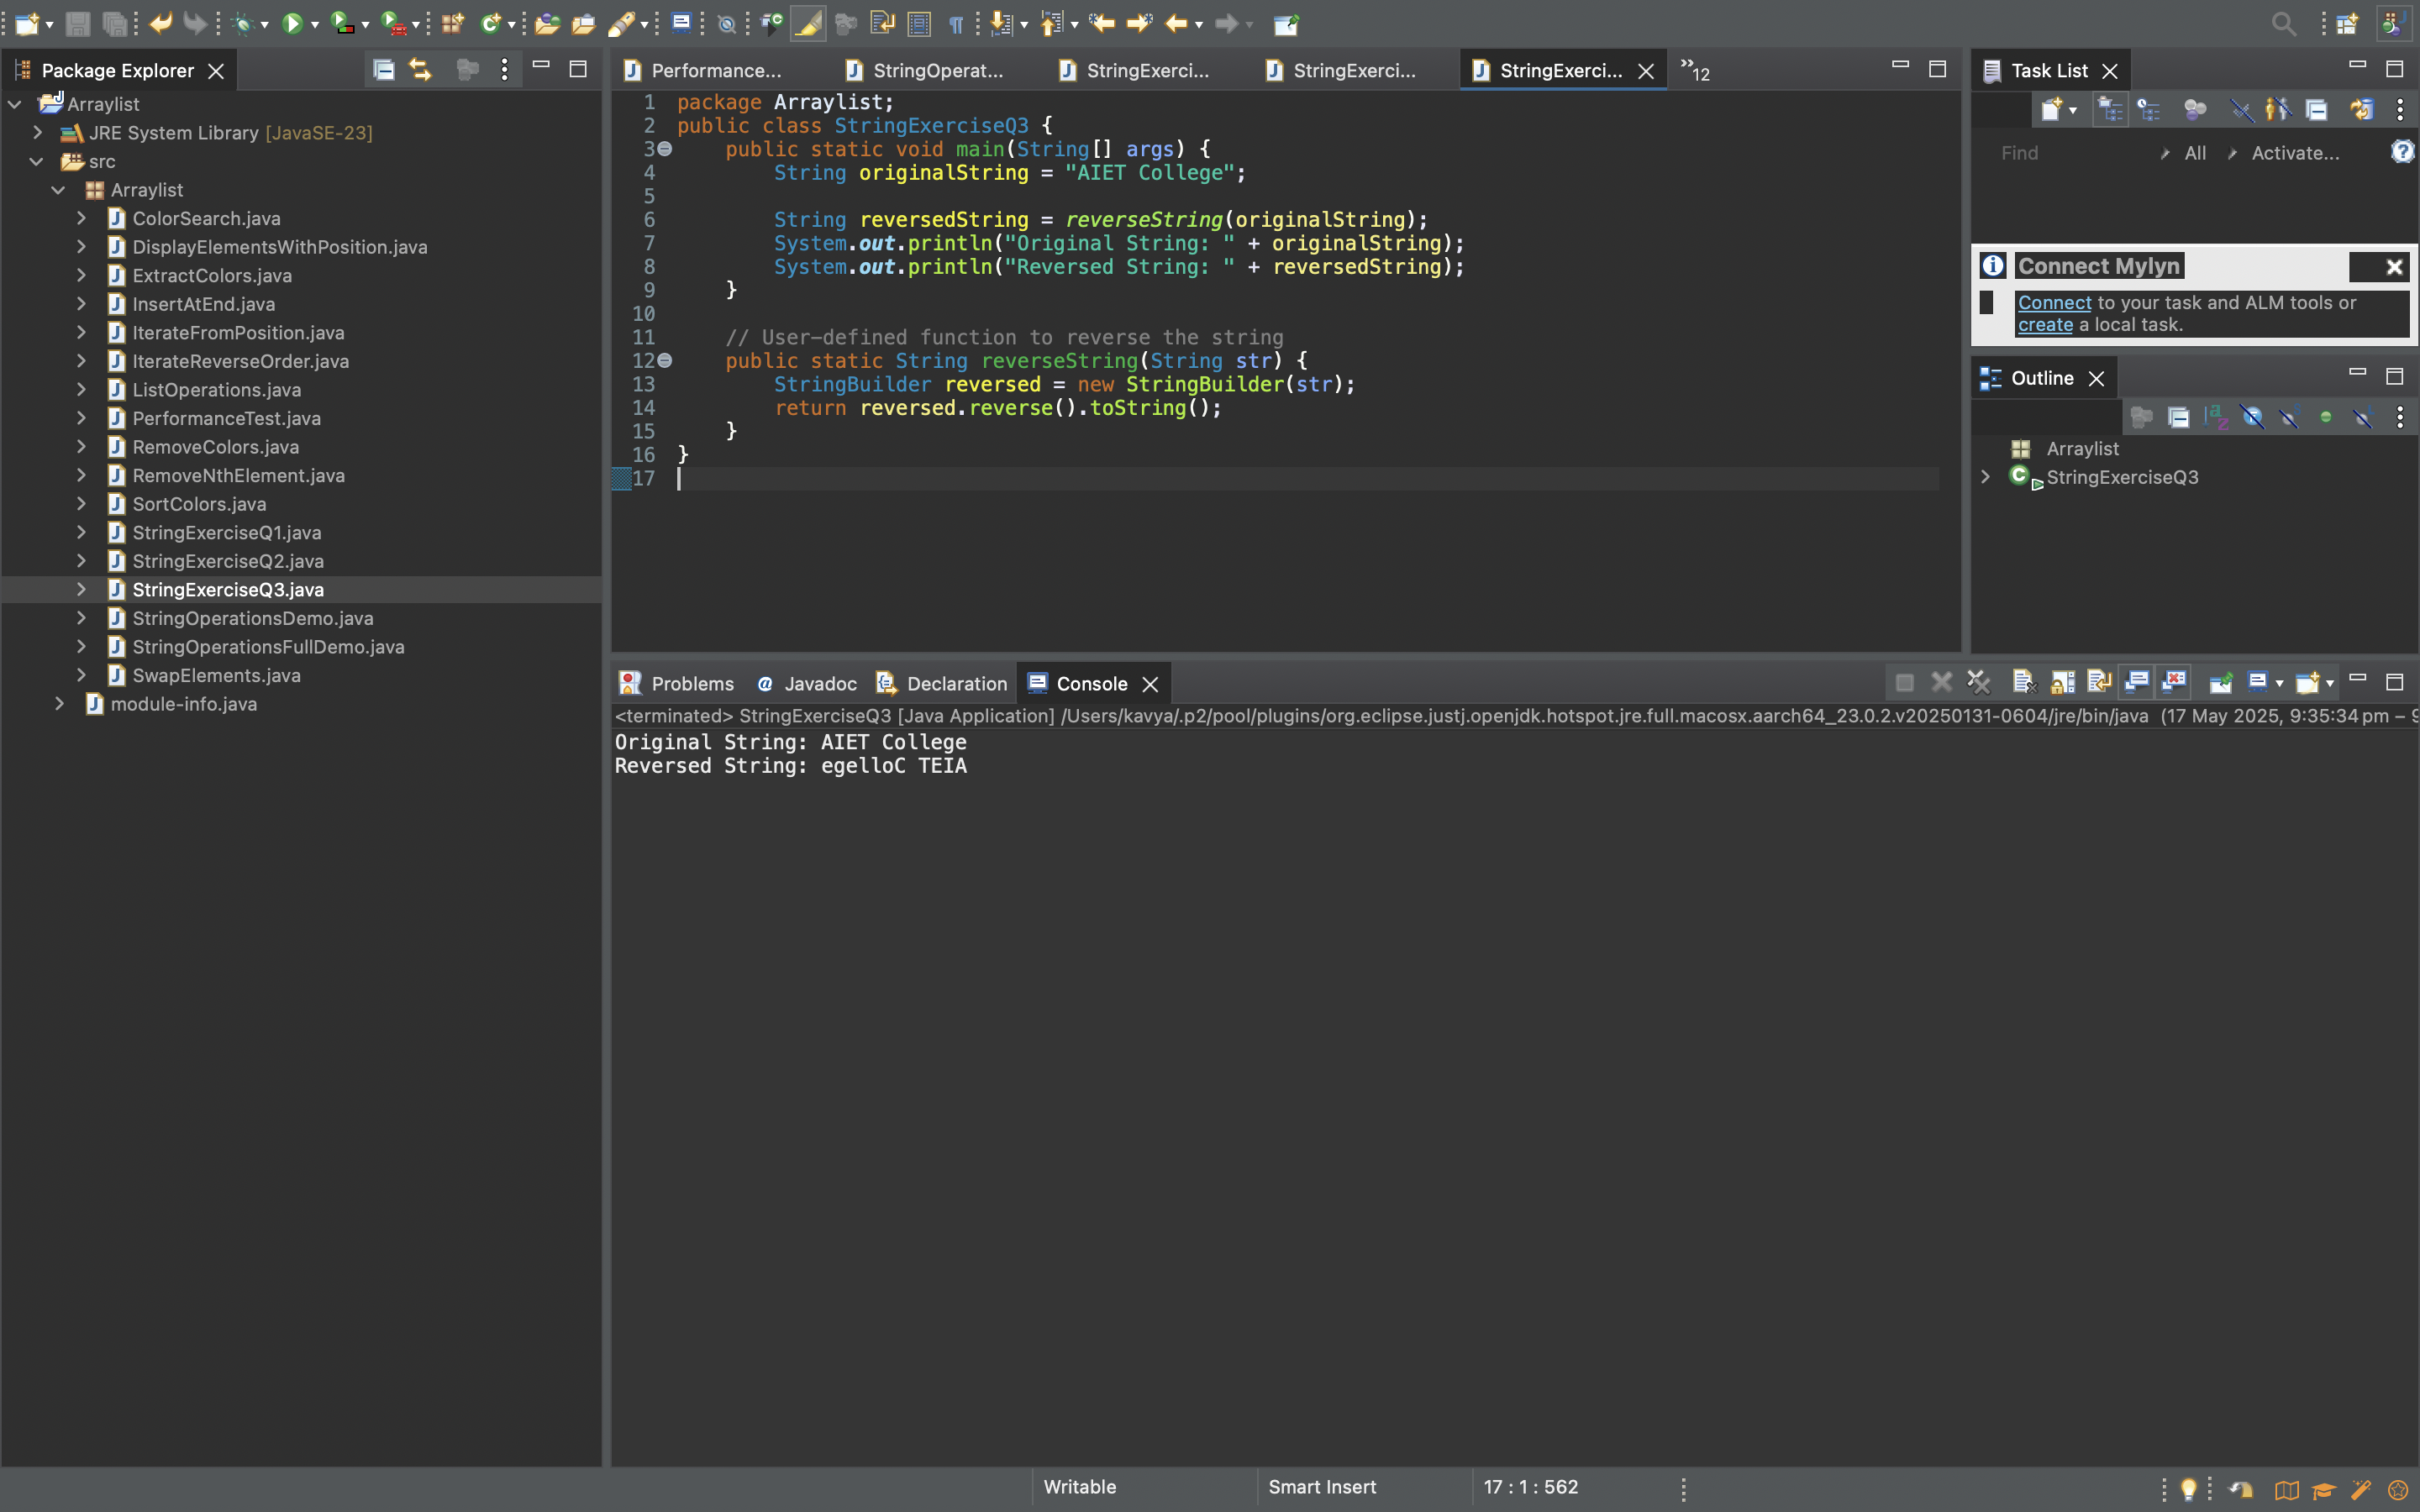 Package Explorer
Arraylist
JRE System Library [JavaSE-23]
src
Arraylist
ColorSearch.java
DisplayElementsWithPosition.java
ExtractColors.java
InsertAtEnd.java
IterateFromPosition.java
IterateReverseOrder.java
ListOperations.java
PerformanceTest.java
RemoveColors.java
RemoveNthElement.java
SortColors.java
StringExerciseQ1.java
StringExerciseQ2.java
StringExerciseQ3.java
StringOperationsDemo.java
StringOperationsFullDemo.java
SwapElements.java
module-info.java
Performance... StringOperat... StringExerci... StringExerci... StringExerci... »12
1 package Arraylist;
2 public class StringExerciseQ3 {
3 public static void main(String[] args) {
4 String originalString = "AIET College";
5
6 String reversedString = reverseString(originalString);
7 System.out.println("Original String: " + originalString);
8 System.out.println("Reversed String: " + reversedString);
9 }
10
11 // User-defined function to reverse the string
12 public static String reverseString(String str) {
13 StringBuilder reversed = new StringBuilder(str);
14 return reversed.reverse().toString();
15 }
16 }
17
Task List
Find All Activate...
Connect Mylyn
Connect to your task and ALM tools or
create a local task.
Outline
Arraylist
StringExerciseQ3
Problems @ Javadoc Declaration Console
<terminated> StringExerciseQ3 [Java Application] /Users/kavya/.p2/pool/plugins/org.eclipse.justj.openjdk.hotspot.jre.full.macosx.aarch64_23.0.2.v20250131-0604/jre/bin/java (17 May 2025, 9:35:34 pm – 9
Original String: AIET College
Reversed String: egelloC TEIA
Writable Smart Insert 17 : 1 : 562